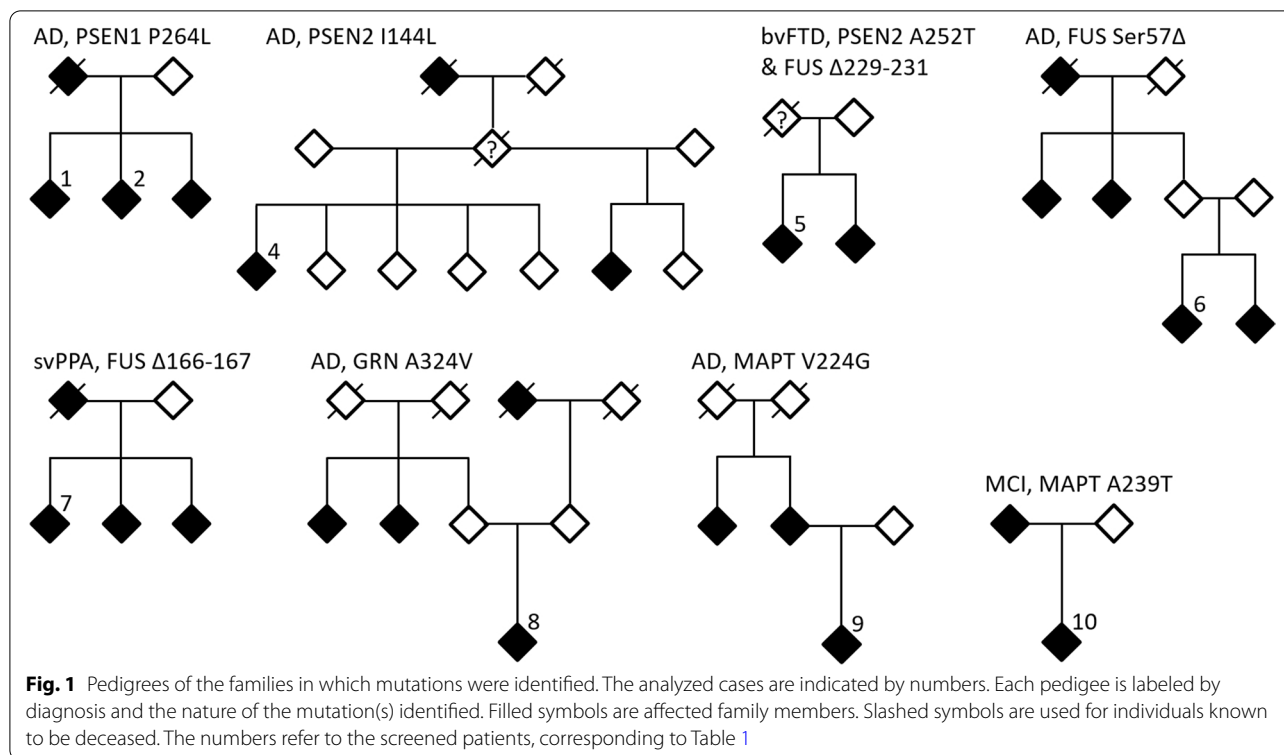 AD, PSEN1 P264L
AD, PSEN2 I144L
bvFTD, PSEN2 A252T
& FUS Δ229-231
AD, FUS Ser57Δ
?
?
1
2
4
5
6
svPPA, FUS Δ166-167
AD, GRN A324V
AD, MAPT V224G
MCI, MAPT A239T
7
8
9
10
Fig. 1 Pedigrees of the families in which mutations were identified. The analyzed cases are indicated by numbers. Each pedigee is labeled by
diagnosis and the nature of the mutation(s) identified. Filled symbols are affected family members. Slashed symbols are used for individuals known
to be deceased. The numbers refer to the screened patients, corresponding to Table 1